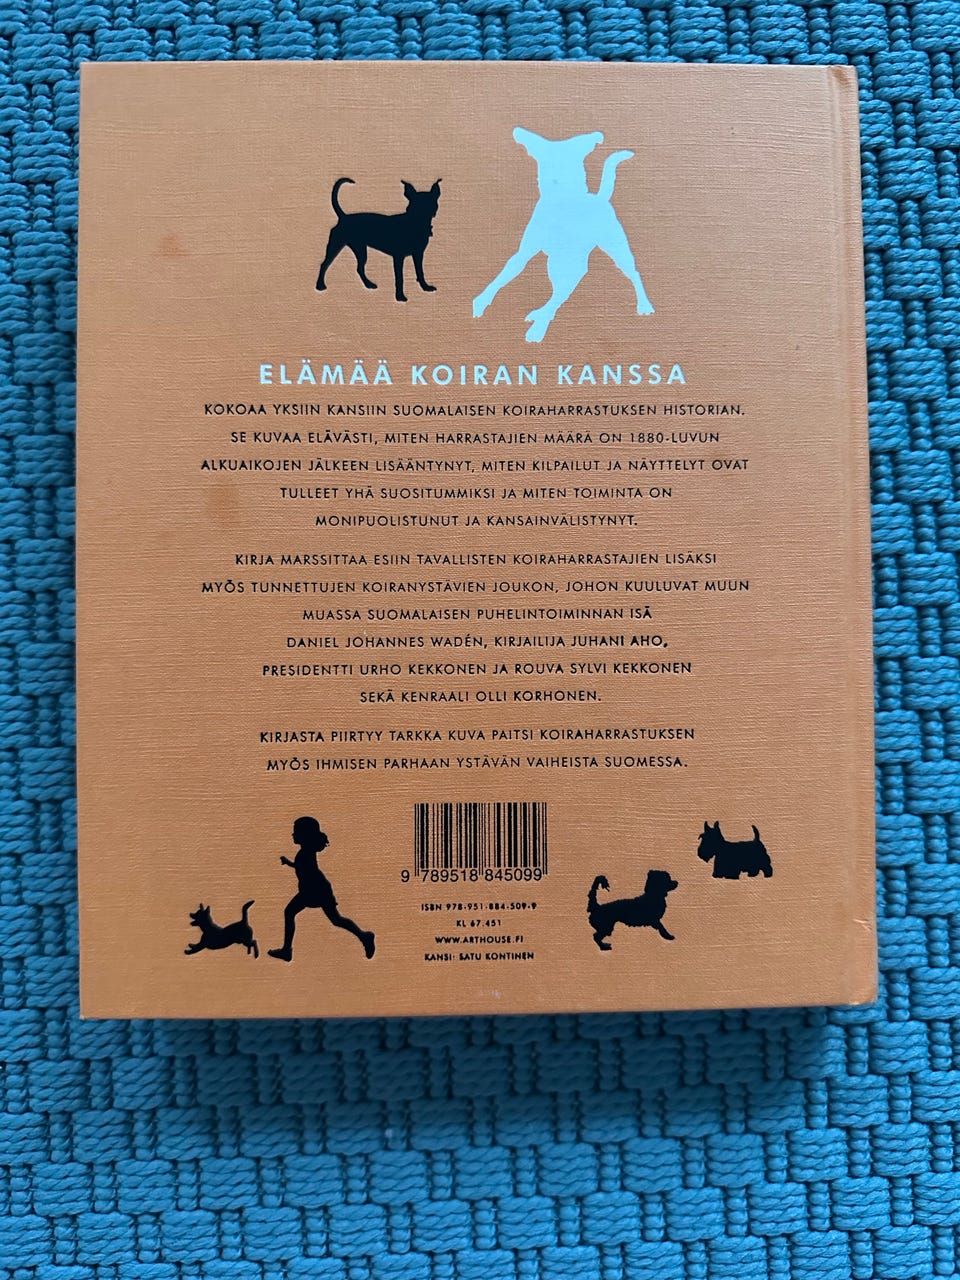 ELÄMÄÄ KOIRAN KANSSA
KOKOAA YKSIIN KANSIIN SUOMALAISEN KOIRAHARRASTUKSEN HISTORIAN.
SE KUVAA ELÄVÄSTI, MITEN HARRASTAJIEN MÄÄRÄ ON 1880-LUVUN
ALKUAIKOJEN JÄLKEEN LISÄÄNTYNYT, MITEN KILPAILUT JA NÄYTTELYT OVAT
TULLEET YHÄ SUOSITUMMIKSI JA MITEN TOIMINTA ON
MONIPUOLISTUNUT JA KANSAINVÄLISTYNYT.
KIRJA MARSSITTAA ESIIN TAVALLISTEN KOIRAHARRASTAJIEN LISÄKSI
MYÖS TUNNETTUJEN KOIRANYSTÄVIEN JOUKON, JOHON KUULUVAT MUUN
MUASSA SUOMALAISEN PUHELINTOIMINNAN ISÄ
DANIEL JOHANNES WADÉN, KIRJAILIJA JUHANI AHO,
PRESIDENTTI URHO KEKKONEN JA ROUVA SYLVI KEKKONEN
SEKÄ KENRAALI OLLI KORHONEN.
KIRJASTA PIIRTYY TARKKA KUVA PAITSI KOIRAHARRASTUKSEN
MYÖS IHMISEN PARHAAN YSTÄVÄN VAIHEISTA SUOMESSA.
9 789518 845099
ISBN 978-951-884-509-9
KL 67.451
WWW.ARTHOUSE.FI
KANSI: SATU KONTINEN